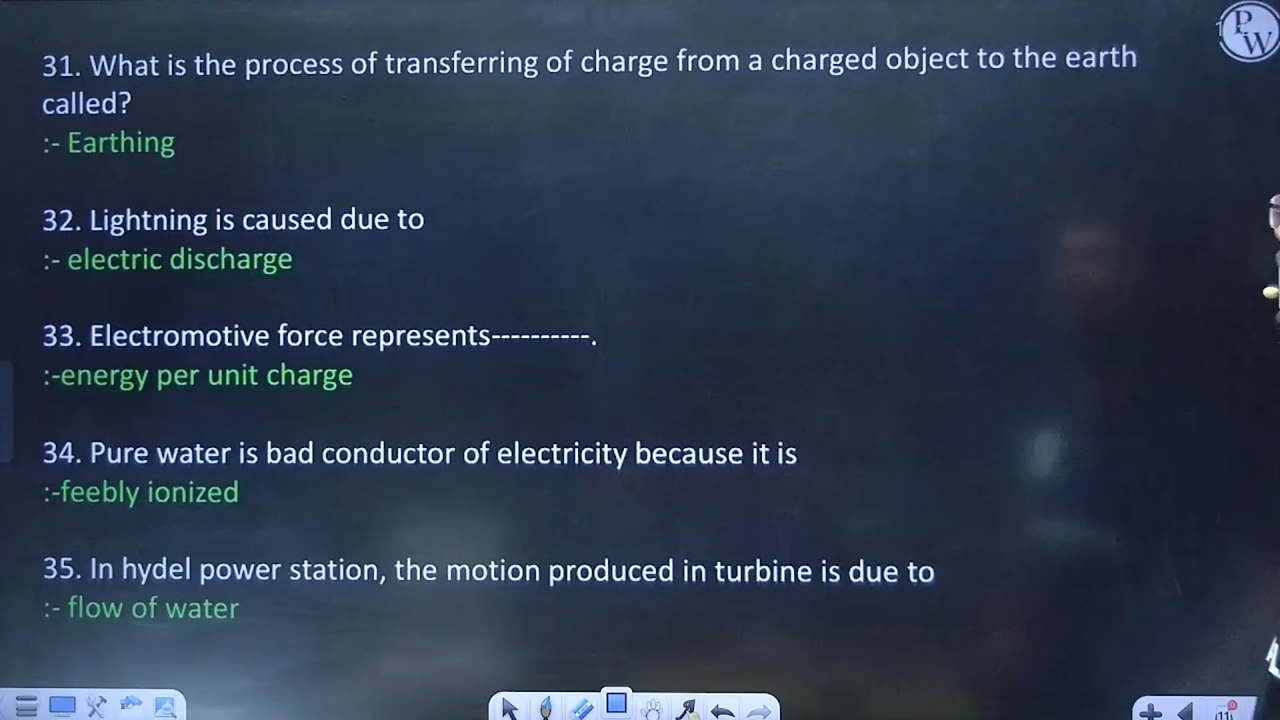 PW
31. What is the process of transferring of charge from a charged object to the earth
called?
:- Earthing
32. Lightning is caused due to
:- electric discharge
33. Electromotive force represents----------.
:-energy per unit charge
34. Pure water is bad conductor of electricity because it is
:-feebly ionized
35. In hydel power station, the motion produced in turbine is due to
:- flow of water